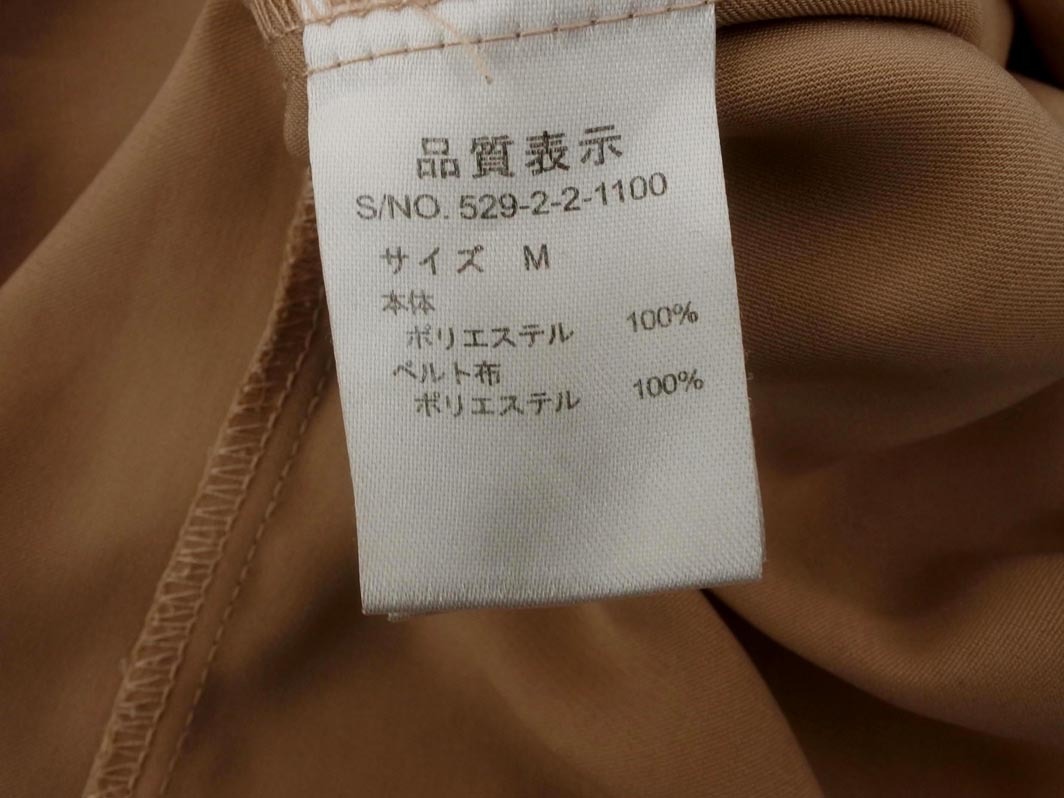 品質表示
S/NO. 529-2-2-1100
サイズ M
本体
ポリエステル 100%
ベルト布
ポリエステル 100%